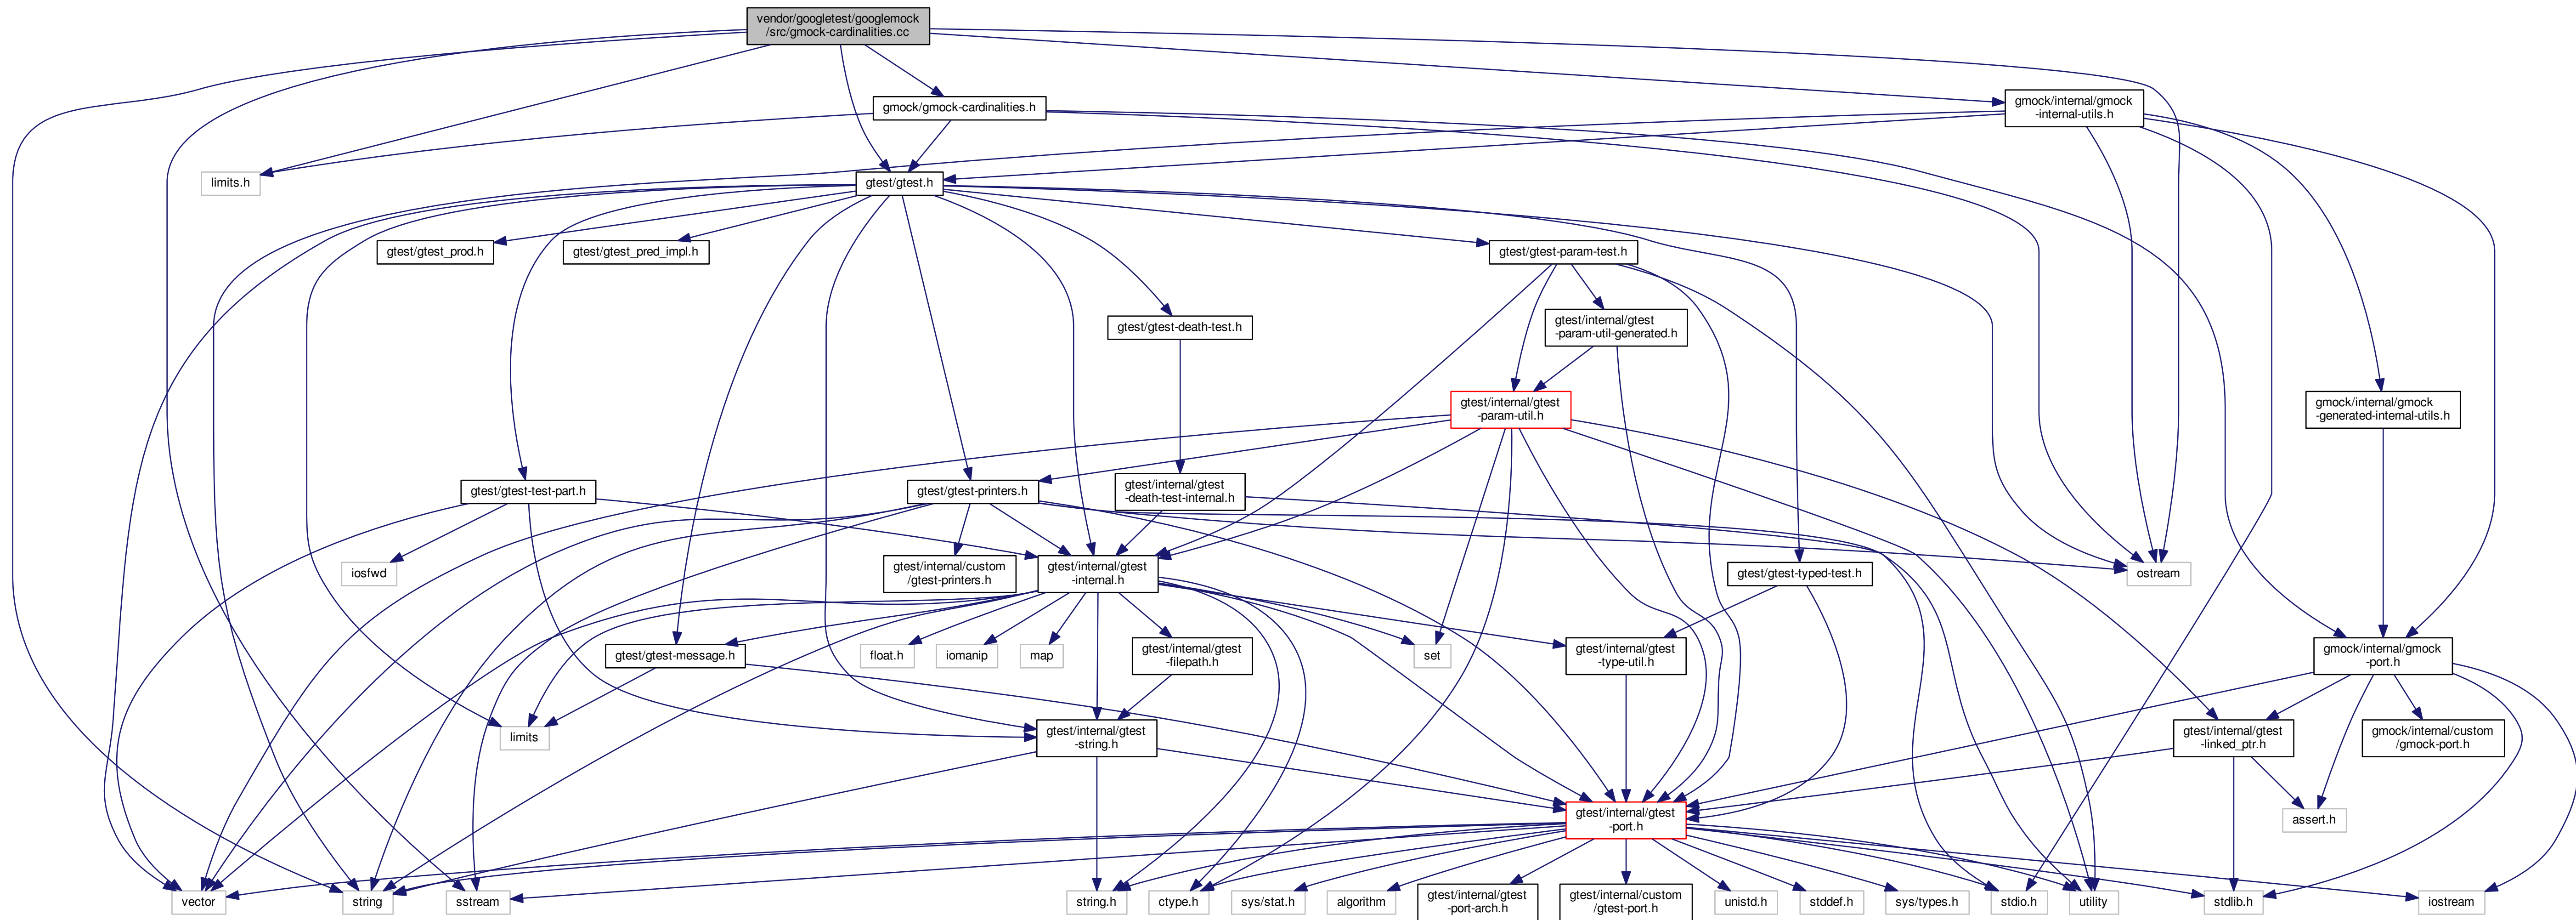 vendor/googletest/googlemock
/src/gmock-cardinalities.cc
gmock/gmock-cardinalities.h
gmock/internal/gmock
-internal-utils.h
limits.h
gtest/gtest.h
gtest/gtest_prod.h
gtest/gtest_pred_impl.h
gtest/gtest-param-test.h
gtest/gtest-death-test.h
gtest/internal/gtest
-param-util-generated.h
gtest/internal/gtest
-param-util.h
gmock/internal/gmock
-generated-internal-utils.h
gtest/gtest-test-part.h
gtest/gtest-printers.h
gtest/internal/gtest
-death-test-internal.h
iosfwd
gtest/internal/custom
/gtest-printers.h
gtest/internal/gtest
-internal.h
gtest/gtest-typed-test.h
ostream
gtest/gtest-message.h
float.h
iomanip
map
gtest/internal/gtest
-filepath.h
set
gtest/internal/gtest
-type-util.h
gmock/internal/gmock
-port.h
limits
gtest/internal/gtest
-string.h
gtest/internal/gtest
-linked_ptr.h
gmock/internal/custom
/gmock-port.h
gtest/internal/gtest
-port.h
assert.h
vector
string
sstream
string.h
ctype.h
sys/stat.h
algorithm
gtest/internal/gtest
-port-arch.h
gtest/internal/custom
/gtest-port.h
unistd.h
stddef.h
sys/types.h
stdio.h
utility
stdlib.h
iostream